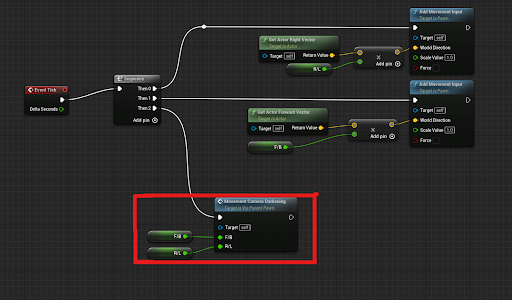 Event Tick
Delta Seconds
Sequence
Then 0
Then 1
Then 2
Add pin
Get Actor Right Vector
Target is Actor
Target self
Return Value
R/L
X
Add pin
Add Movement Input
Target is Pawn
Target self
World Direction
Scale Value 1.0
Force
Get Actor Forward Vector
Target is Actor
Target self
Return Value
F/B
X
Add pin
Add Movement Input
Target is Pawn
Target self
World Direction
Scale Value 1.0
Force
Movement Camera Darkening
Target is Viz Parent Pawn
Target self
F/B
F/B
R/L
R/L